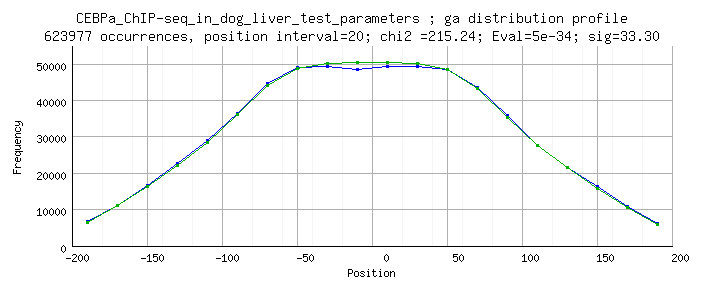 CEBPa_ChIP-seq_in_dog_liver_test_parameters ; ga distribution profile
623977 occurrences, position interval=20; chi2 =215.24; Eval=5e-34; sig=33.30
50000
40000
30000
20000
10000
0
Frequency
-200 -150 -100 -50 0 50 100 150 200
Position